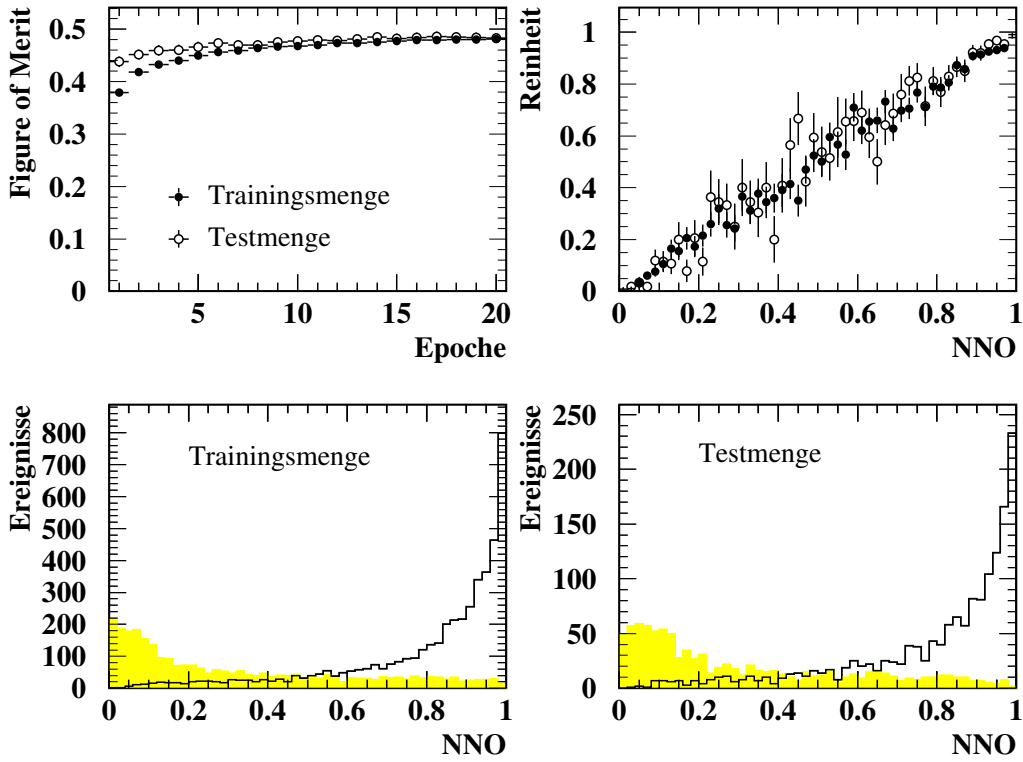 Figure of Merit
0.5
0.4
0.3
0.2
0.1
0
Trainingsmenge
Testmenge
5 10 15 20
Epoche
Reinheit
1
0.8
0.6
0.4
0.2
0
0 0.2 0.4 0.6 0.8 1
NNO
Ereignisse
800
700
600
500
400
300
200
100
0
Trainingsmenge
0 0.2 0.4 0.6 0.8 1
NNO
Ereignisse
250
200
150
100
50
0
Testmenge
0 0.2 0.4 0.6 0.8 1
NNO